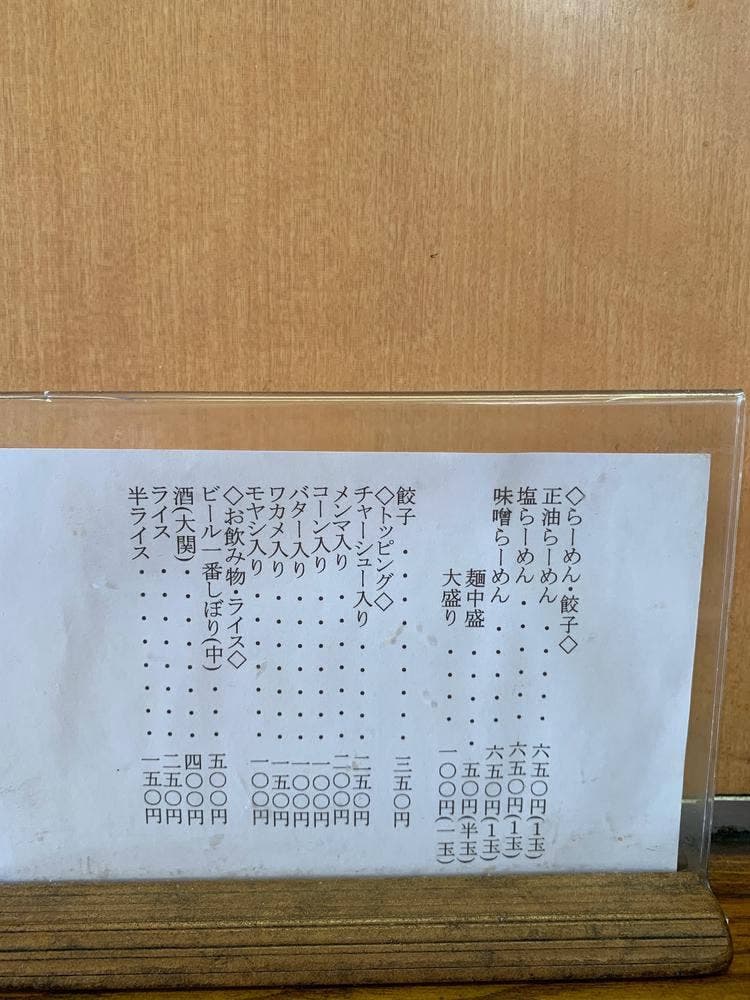 ◇らーめん・餃子◇
正油らーめん・・・・・六五〇円(1玉)
塩らーめん・・・・・・六五〇円(1玉)
味噌らーめん・・・・・六五〇円(1玉)
麺中盛・・・・・五〇円(半玉)
大盛り・・・・・一〇〇円(一玉)
餃子・・・・・・・・・三五〇円
◇トッピング◇
チャーシュー入り・・・・・二五〇円
メンマ入り・・・・・・・二〇〇円
コーン入り・・・・・・・一〇〇円
バター入り・・・・・・・一〇〇円
ワカメ入り・・・・・・・一五〇円
モヤシ入り・・・・・・・一〇〇円
◇お飲み物・ライス◇
ビール一番しぼり(中)・・五〇〇円
酒(大関)・・・・・・・・四〇〇円
ライス・・・・・・・・二五〇円
半ライス・・・・・・・・一五〇円